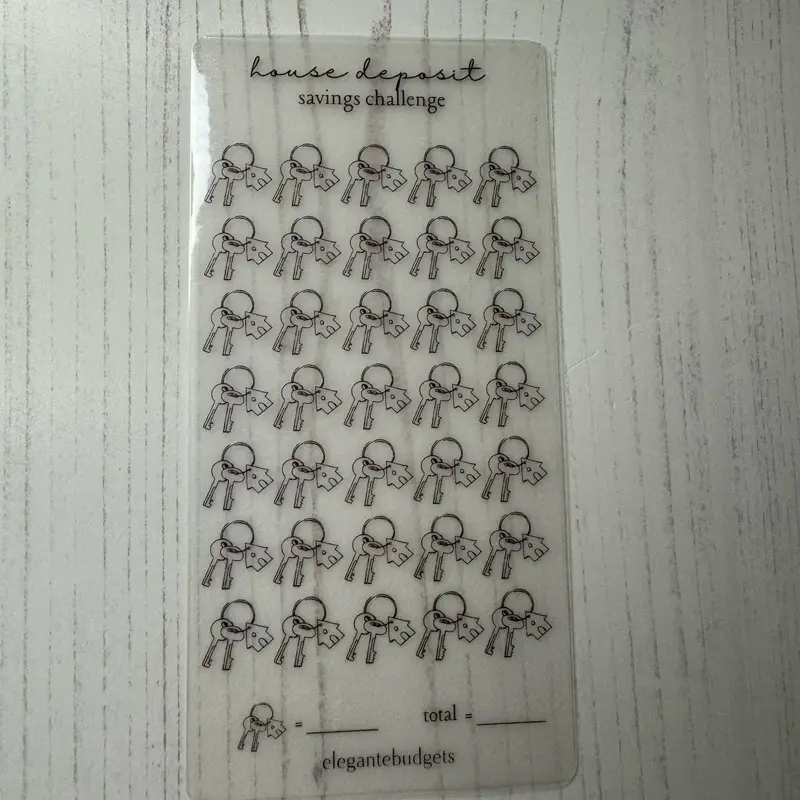 house deposit
savings challenge
= ________ total = ________
elegantebudgets